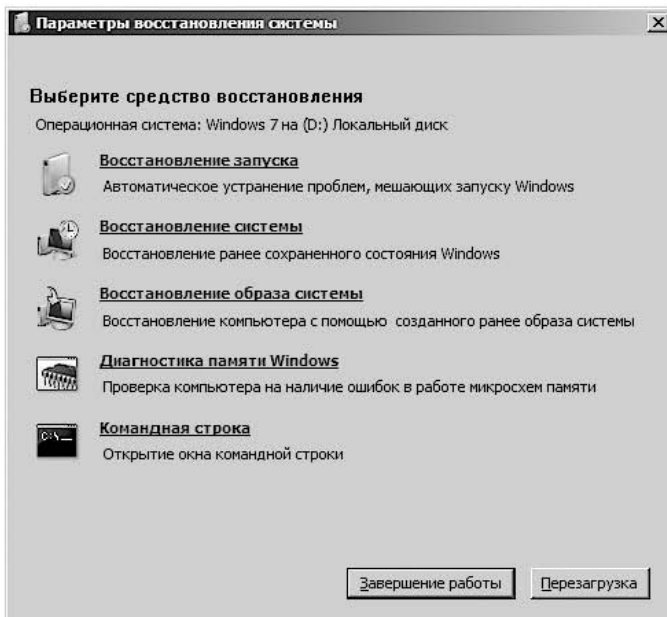 Параметры восстановления системы
Выберите средство восстановления
Операционная система: Windows 7 на (D:) Локальный диск
Восстановление запуска
Автоматическое устранение проблем, мешающих запуску Windows
Восстановление системы
Восстановление ранее сохраненного состояния Windows
Восстановление образа системы
Восстановление компьютера с помощью созданного ранее образа системы
Диагностика памяти Windows
Проверка компьютера на наличие ошибок в работе микросхем памяти
C:\_
Командная строка
Открытие окна командной строки
Завершение работы
Перезагрузка